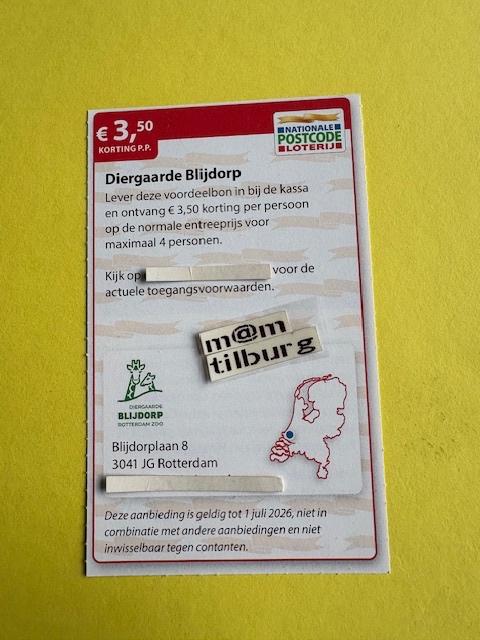 € 3,50
KORTING P.P.
NATIONALE
POSTCODE
LOTERIJ
Diergaarde Blijdorp
Lever deze voordeelbon in bij de kassa
en ontvang € 3,50 korting per persoon
op de normale entreeprijs voor
maximaal 4 personen.
Kijk op voor de
actuele toegangsvoorwaarden.
m@m
tilburg
DIERGAARDE
BLIJDORP
ROTTERDAM ZOO
Blijdorplaan 8
3041 JG Rotterdam
Deze aanbieding is geldig tot 1 juli 2026, niet in
combinatie met andere aanbiedingen en niet
inwisselbaar tegen contanten.